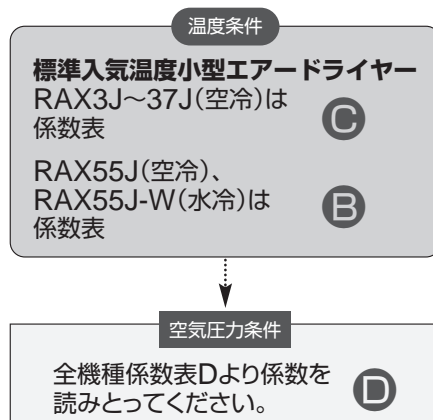 温度条件
標準入気温度小型エアードライヤー
RAX3J～37J(空冷)は
係数表
C
RAX55J(空冷)、
RAX55J-W(水冷)は
係数表
B
空気圧力条件
全機種係数表Dより係数を
読みとってください。
D